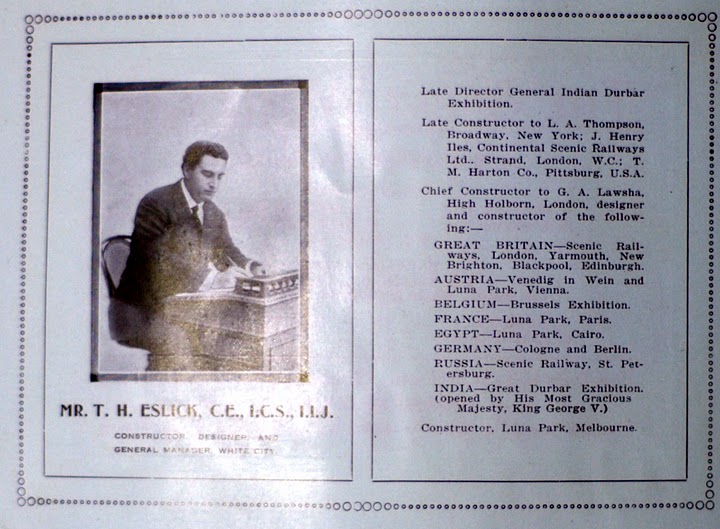 MR. T. H. ESLICK, C.E., I.C.S., I.I.J.
CONSTRUCTOR, DESIGNER, AND
GENERAL MANAGER, WHITE CITY.
Late Director General Indian Durbar
Exhibition.
Late Constructor to L. A. Thompson,
Broadway, New York; J. Henry
Iles, Continental Scenic Railways
Ltd., Strand, London, W.C.; T.
M. Harton Co., Pittsburg, U.S.A.
Chief Constructor to G. A. Lawsha,
High Holborn, London, designer
and constructor of the follow-
ing:—
GREAT BRITAIN—Scenic Rail-
ways, London, Yarmouth, New
Brighton, Blackpool, Edinburgh.
AUSTRIA—Venedig in Wein and
Luna Park, Vienna.
BELGIUM—Brussels Exhibition.
FRANCE—Luna Park, Paris.
EGYPT—Luna Park, Cairo.
GERMANY—Cologne and Berlin.
RUSSIA—Scenic Railway, St. Pet-
ersburg.
INDIA—Great Durbar Exhibition.
(opened by His Most Gracious
Majesty, King George V.)
Constructor, Luna Park, Melbourne.